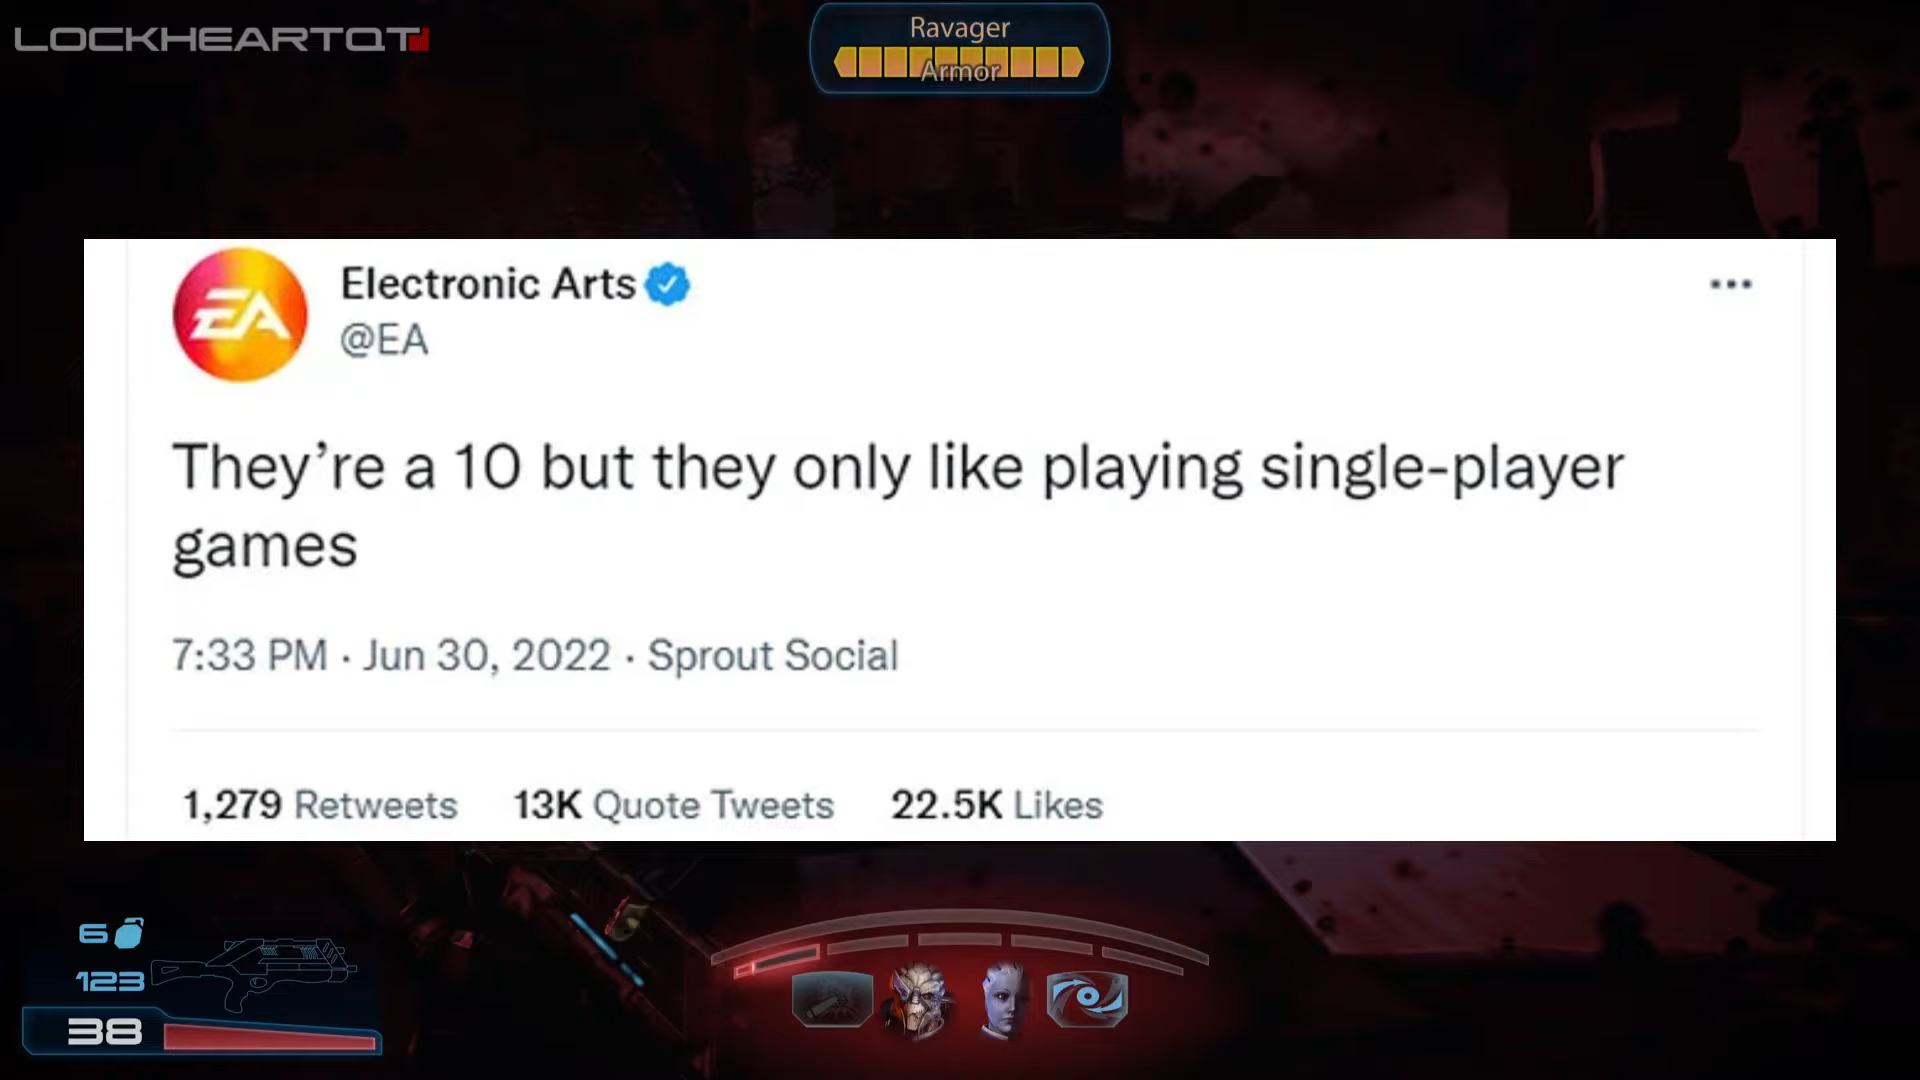 LOCKHEARTQT
Ravager
Armor
EA
Electronic Arts
@EA
They’re a 10 but they only like playing single-player
games
7:33 PM · Jun 30, 2022 · Sprout Social
1,279 Retweets 13K Quote Tweets 22.5K Likes
6
123
38